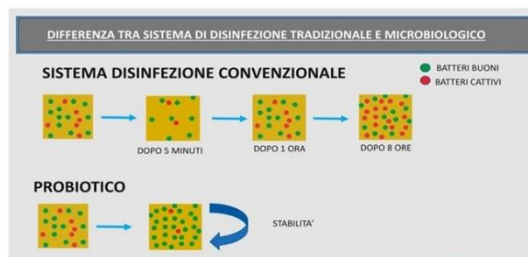 DIFFERENZA TRA SISTEMA DI DISINFEZIONE TRADIZIONALE E MICROBIOLOGICO
SISTEMA DISINFEZIONE CONVENZIONALE
BATTERI BUONI
BATTERI CATTIVI
DOPO 5 MINUTI
DOPO 1 ORA
DOPO 8 ORE
PROBIOTICO
STABILITA'